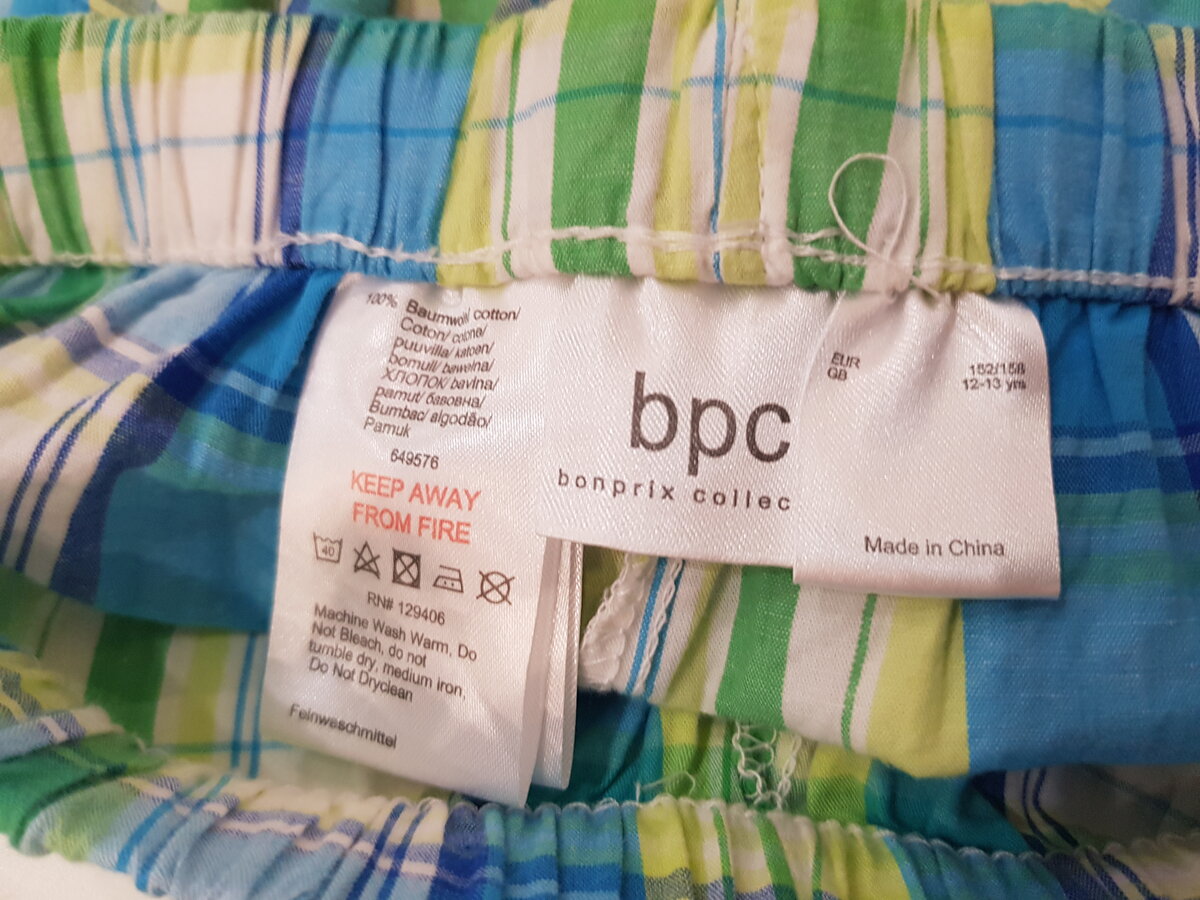 100% Baumwoll/ cotton/
Coton/ cotone/
puuvilla/ katoen/
bomull/ bawełna/
ХЛОПОК/ bavlna/
pamut/ бавовна/
Bumbac/ algodão/
Pamuk
649576
KEEP AWAY
FROM FIRE
40
RN# 129406
Machine Wash Warm, Do
Not Bleach, do not
tumble dry, medium iron,
Do Not Dryclean
Feinwaschmittel
bpc
bonprix collec
EUR 152/158
GB 12-13 yrs
Made in China